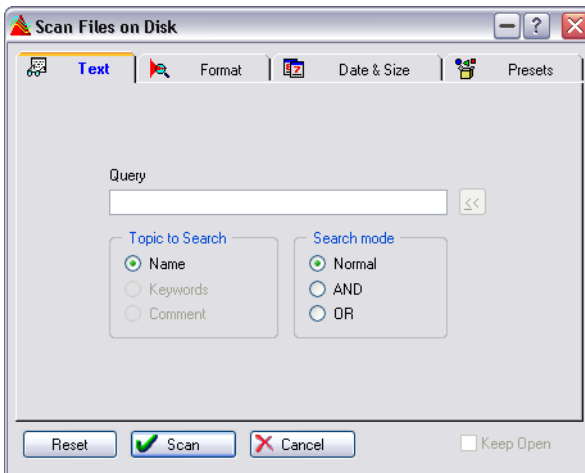 Scan Files on Disk
Text Format Date & Size Presets
Query
<<
Topic to Search Search mode
Name Normal
Keywords AND
Comment OR
Reset Scan Cancel Keep Open